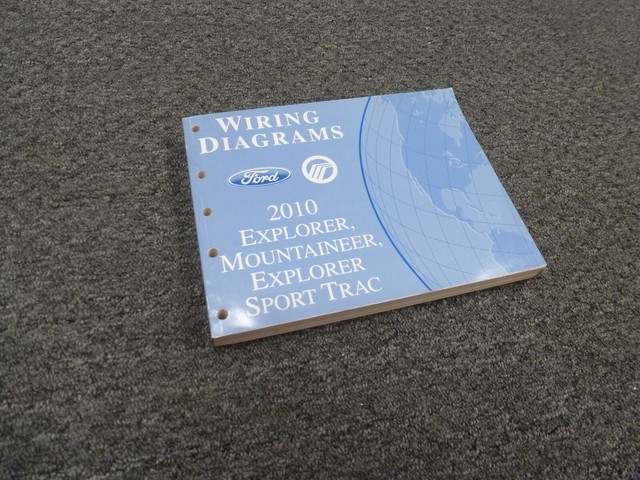 WIRING
DIAGRAMS
Ford
2010
EXPLORER,
MOUNTAINEER,
EXPLORER
SPORT TRAC